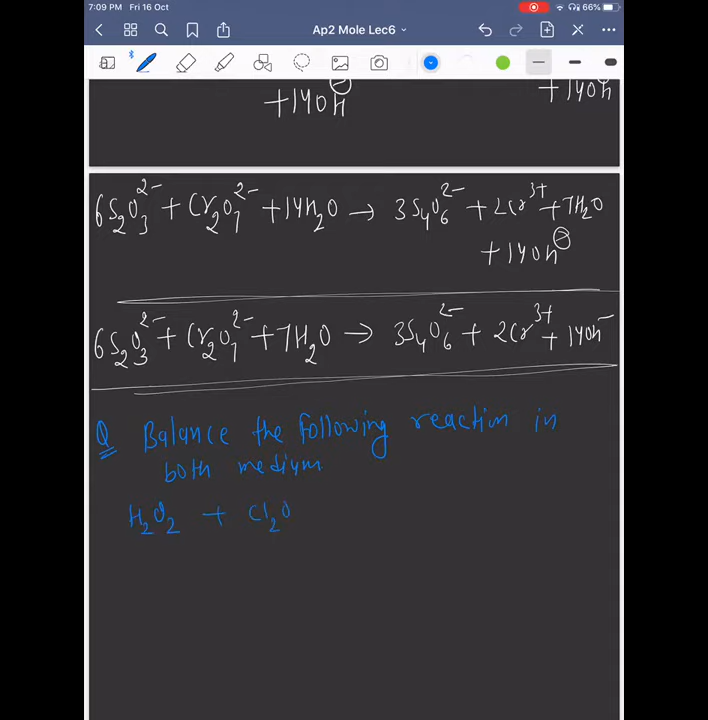 7:09 PM Fri 16 Oct
66%
Ap2 Mole Lec6
+14OH⊖
+14OH
6S₂O₃²⁻ + Cr₂O₇²⁻ + 14H₂O → 3S₄O₆²⁻ + 2Cr³⁺ + 7H₂O
+14OH⊖
6S₂O₃²⁻ + Cr₂O₇²⁻ + 7H₂O → 3S₄O₆²⁻ + 2Cr³⁺ + 14OH⁻
Q Balance the following reaction in
both medium
H₂O₂ + Cl₂O